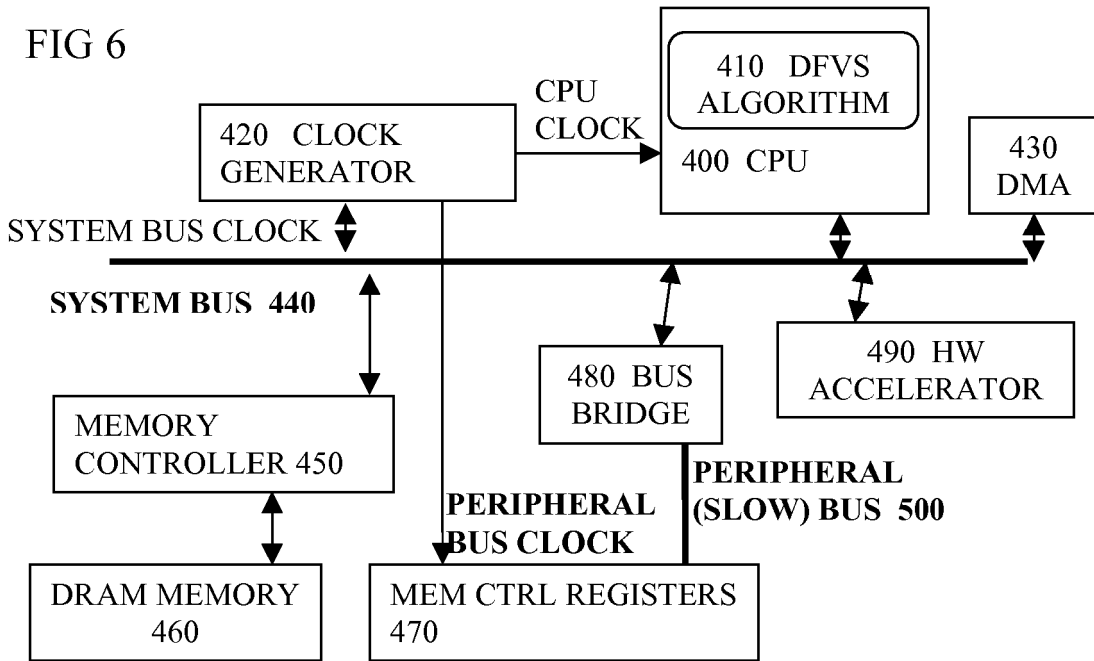 FIG 6
410 DFVS
ALGORITHM
400 CPU
CPU
CLOCK
420 CLOCK
GENERATOR
430
DMA
SYSTEM BUS CLOCK
SYSTEM BUS 440
480 BUS
BRIDGE
490 HW
ACCELERATOR
MEMORY
CONTROLLER 450
PERIPHERAL
BUS CLOCK
PERIPHERAL
(SLOW) BUS 500
DRAM MEMORY
460
MEM CTRL REGISTERS
470